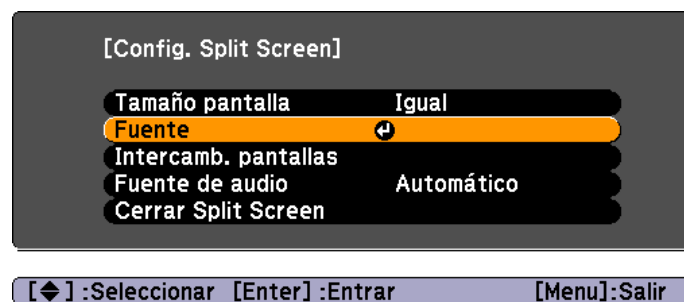 [Config. Split Screen]
Tamaño pantalla Igual
Fuente
Intercamb. pantallas
Fuente de audio Automático
Cerrar Split Screen
[◆] :Seleccionar [Enter] :Entrar [Menu]:Salir